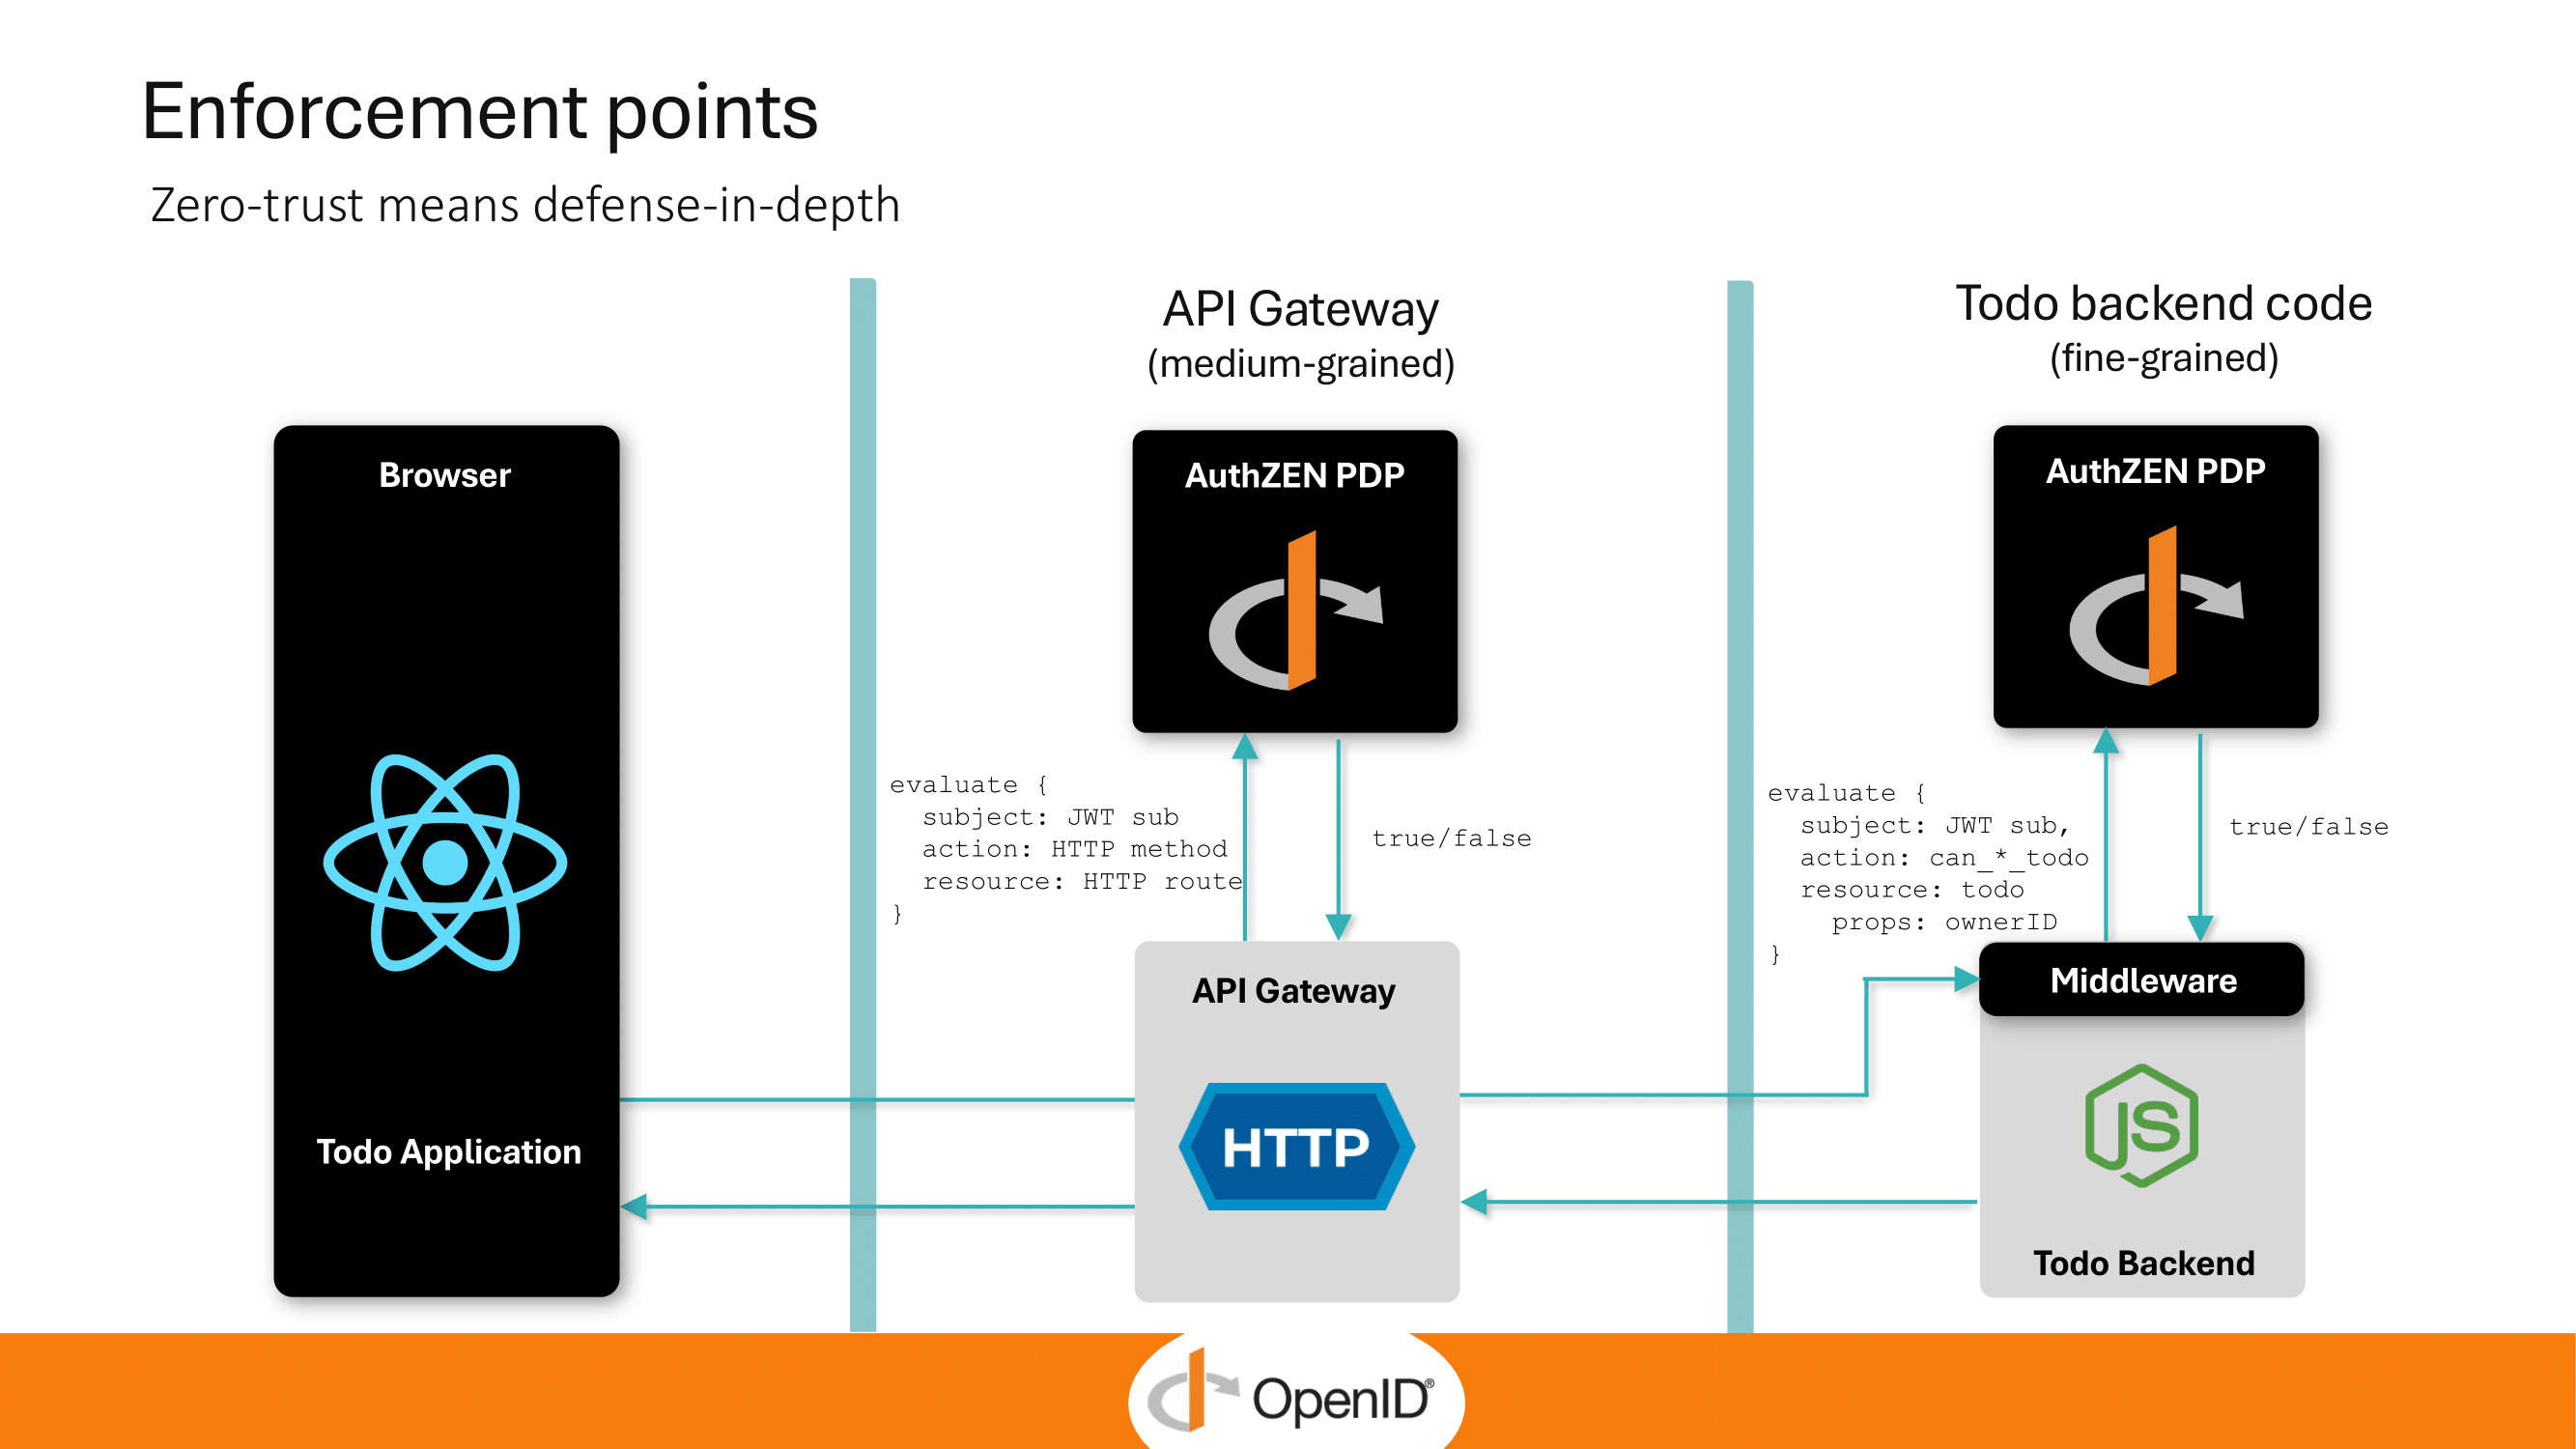 Enforcement points
Zero-trust means defense-in-depth
API Gateway
(medium-grained)
Todo backend code
(fine-grained)
Browser
Todo Application
AuthZEN PDP
evaluate {
  subject: JWT sub
  action: HTTP method
  resource: HTTP route
}
true/false
API Gateway
HTTP
AuthZEN PDP
evaluate {
  subject: JWT sub,
  action: can_*_todo
  resource: todo
    props: ownerID
}
true/false
Middleware
JS
Todo Backend
OpenID®